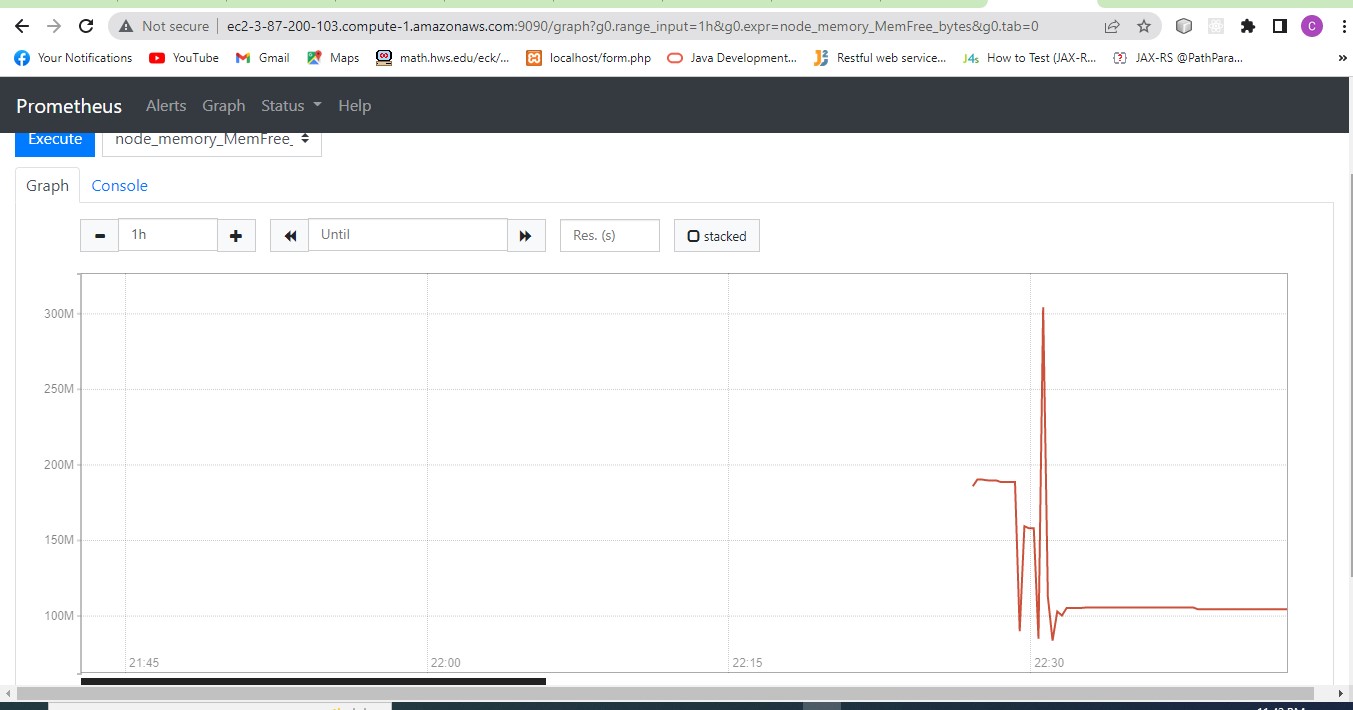 Not secure ec2-3-87-200-103.compute-1.amazonaws.com:9090/graph?g0.range_input=1h&g0.expr=node_memory_MemFree_bytes&g0.tab=0 C
Your Notifications YouTube Gmail Maps math.hws.edu/eck/... localhost/form.php Java Development... Restful web service... J4s How to Test (JAX-R... JAX-RS @PathPara... »
Prometheus Alerts Graph Status Help
Execute node_memory_MemFree_
Graph Console
1h Until Res. (s) stacked
300M
250M
200M
150M
100M
21:45 22:00 22:15 22:30